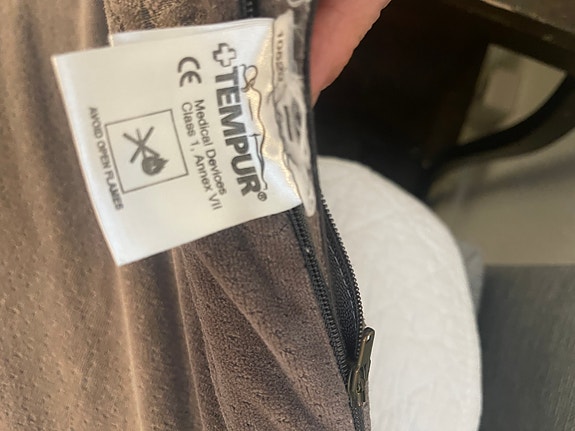 TEMPUR®
CE
Medical Devices
Class 1, Annex VII
AVOID OPEN FLAMES